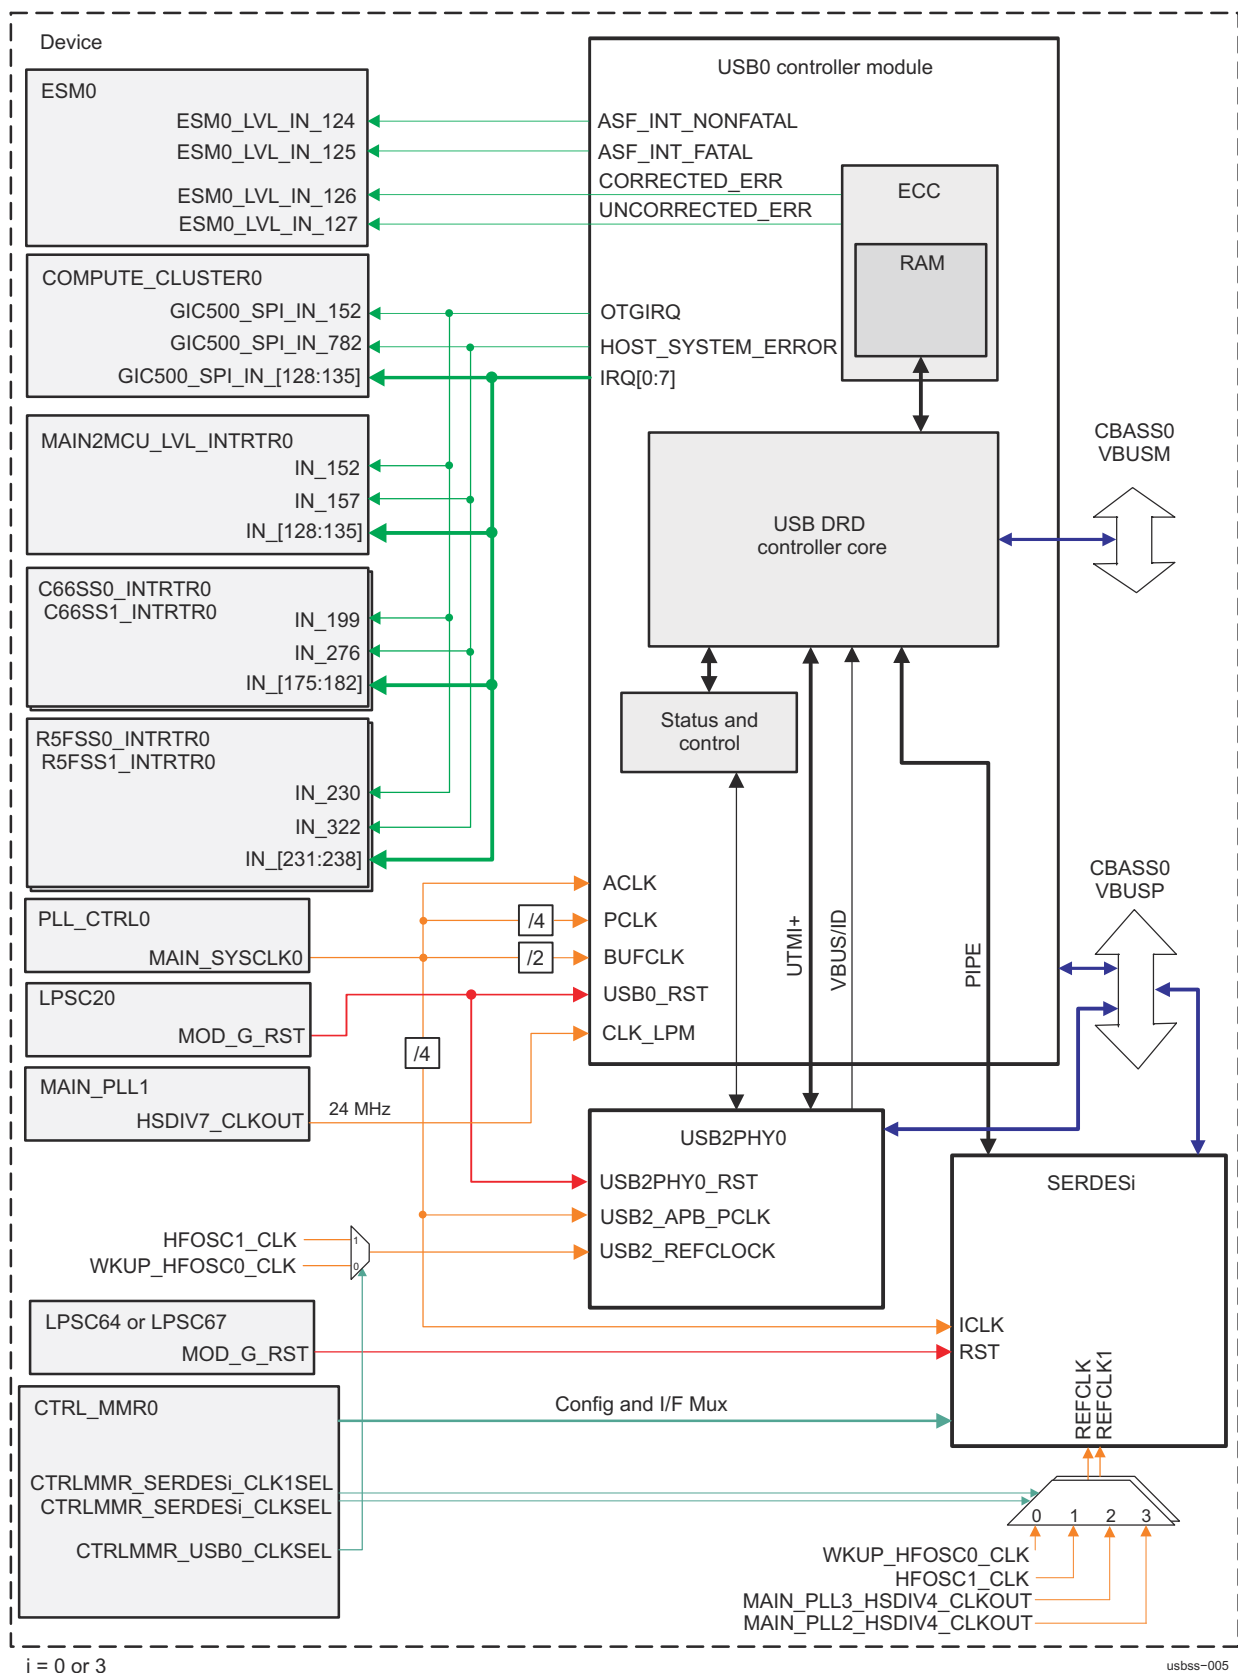 Device
ESM0
ESM0_LVL_IN_124
ESM0_LVL_IN_125
ESM0_LVL_IN_126
ESM0_LVL_IN_127
COMPUTE_CLUSTER0
GIC500_SPI_IN_152
GIC500_SPI_IN_782
GIC500_SPI_IN_[128:135]
MAIN2MCU_LVL_INTRTR0
IN_152
IN_157
IN_[128:135]
C66SS0_INTRTR0
C66SS1_INTRTR0
IN_199
IN_276
IN_[175:182]
R5FSS0_INTRTR0
R5FSS1_INTRTR0
IN_230
IN_322
IN_[231:238]
PLL_CTRL0
MAIN_SYSCLK0
LPSC20
MOD_G_RST
MAIN_PLL1
HSDIV7_CLKOUT
24 MHz
/4
/2
/4
USB0 controller module
ASF_INT_NONFATAL
ASF_INT_FATAL
CORRECTED_ERR
UNCORRECTED_ERR
OTGIRQ
HOST_SYSTEM_ERROR
IRQ[0:7]
ECC
RAM
USB DRD
controller core
Status and
control
ACLK
PCLK
BUFCLK
USB0_RST
CLK_LPM
UTMI+
VBUS/ID
PIPE
CBASS0
VBUSM
CBASS0
VBUSP
USB2PHY0
USB2PHY0_RST
USB2_APB_PCLK
USB2_REFCLOCK
HFOSC1_CLK
WKUP_HFOSC0_CLK
1
0
SERDESi
ICLK
RST
REFCLK
REFCLK1
LPSC64 or LPSC67
MOD_G_RST
CTRL_MMR0
Config and I/F Mux
CTRLMMR_SERDESi_CLK1SEL
CTRLMMR_SERDESi_CLKSEL
CTRLMMR_USB0_CLKSEL
0 1 2 3
WKUP_HFOSC0_CLK
HFOSC1_CLK
MAIN_PLL3_HSDIV4_CLKOUT
MAIN_PLL2_HSDIV4_CLKOUT
i = 0 or 3
usbss−005